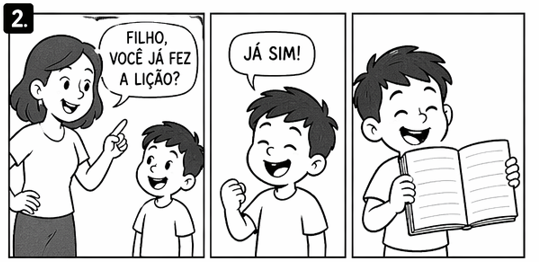 2.
FILHO,
VOCÊ JÁ FEZ
A LIÇÃO?
JÁ SIM!